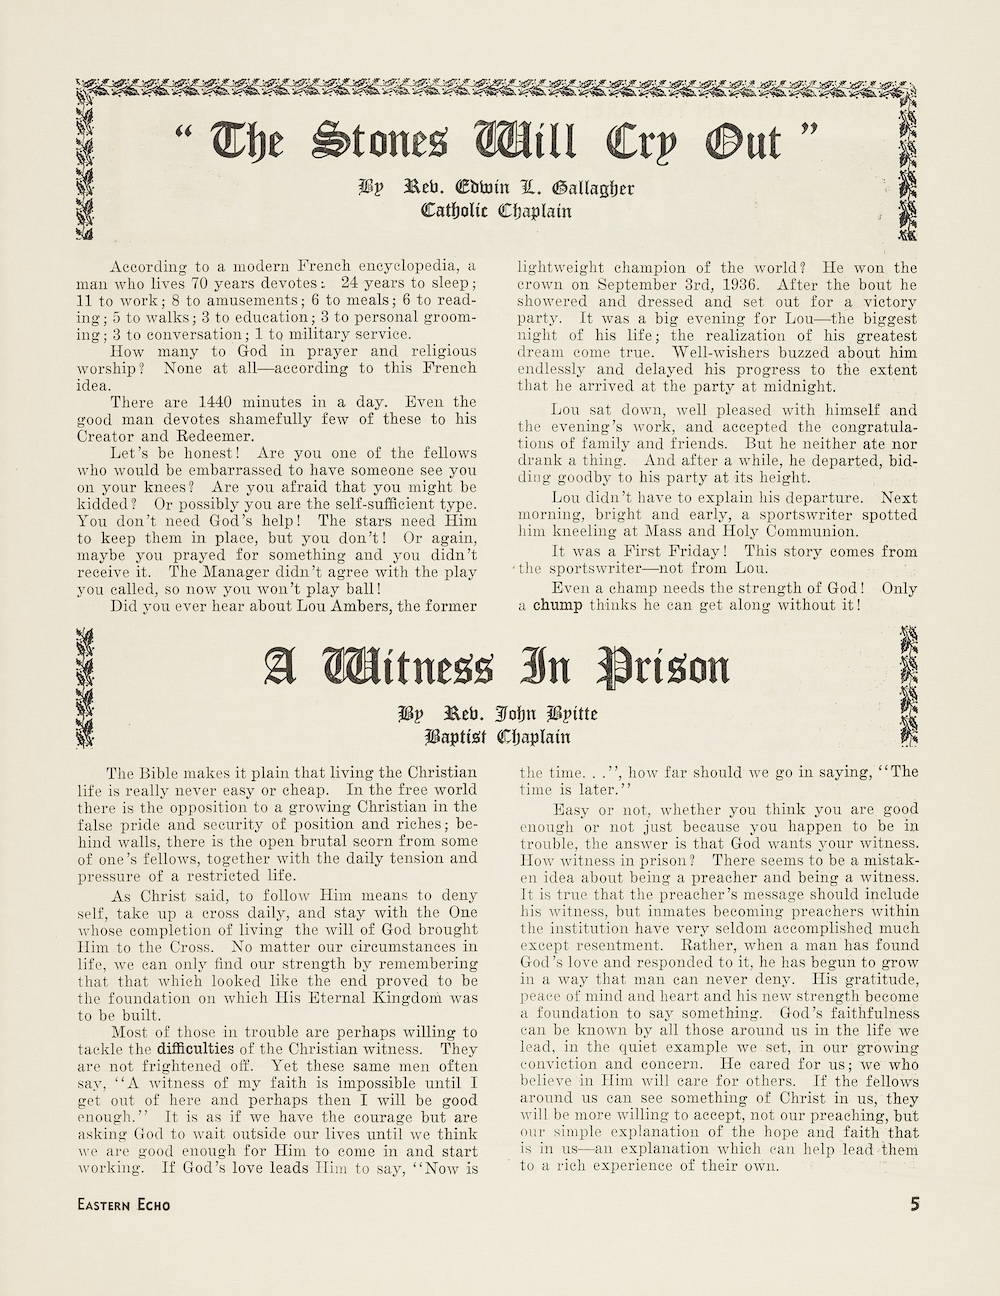 “ The Stones Will Cry Out ”
By Rev. Edwin L. Gallagher
Catholic Chaplain
According to a modern French encyclopedia, a
man who lives 70 years devotes: 24 years to sleep;
11 to work; 8 to amusements; 6 to meals; 6 to read-
ing; 5 to walks; 3 to education; 3 to personal groom-
ing; 3 to conversation; 1 to military service.
How many to God in prayer and religious
worship? None at all—according to this French
idea.
There are 1440 minutes in a day. Even the
good man devotes shamefully few of these to his
Creator and Redeemer.
Let's be honest! Are you one of the fellows
who would be embarrassed to have someone see you
on your knees? Are you afraid that you might be
kidded? Or possibly you are the self-sufficient type.
You don't need God's help! The stars need Him
to keep them in place, but you don't! Or again,
maybe you prayed for something and you didn't
receive it. The Manager didn't agree with the play
you called, so now you won't play ball!
Did you ever hear about Lou Ambers, the former
lightweight champion of the world? He won the
crown on September 3rd, 1936. After the bout he
showered and dressed and set out for a victory
party. It was a big evening for Lou—the biggest
night of his life; the realization of his greatest
dream come true. Well-wishers buzzed about him
endlessly and delayed his progress to the extent
that he arrived at the party at midnight.
Lou sat down, well pleased with himself and
the evening's work, and accepted the congratula-
tions of family and friends. But he neither ate nor
drank a thing. And after a while, he departed, bid-
ding goodby to his party at its height.
Lou didn't have to explain his departure. Next
morning, bright and early, a sportswriter spotted
him kneeling at Mass and Holy Communion.
It was a First Friday! This story comes from
the sportswriter—not from Lou.
Even a champ needs the strength of God! Only
a chump thinks he can get along without it!
A Witness In Prison
By Rev. John Bpitte
Baptist Chaplain
The Bible makes it plain that living the Christian
life is really never easy or cheap. In the free world
there is the opposition to a growing Christian in the
false pride and security of position and riches; be-
hind walls, there is the open brutal scorn from some
of one's fellows, together with the daily tension and
pressure of a restricted life.
As Christ said, to follow Him means to deny
self, take up a cross daily, and stay with the One
whose completion of living the will of God brought
Him to the Cross. No matter our circumstances in
life, we can only find our strength by remembering
that that which looked like the end proved to be
the foundation on which His Eternal Kingdom was
to be built.
Most of those in trouble are perhaps willing to
tackle the difficulties of the Christian witness. They
are not frightened off. Yet these same men often
say, “A witness of my faith is impossible until I
get out of here and perhaps then I will be good
enough.” It is as if we have the courage but are
asking God to wait outside our lives until we think
we are good enough for Him to come in and start
working. If God's love leads Him to say, “Now is
the time. . .”, how far should we go in saying, “The
time is later.”
Easy or not, whether you think you are good
enough or not just because you happen to be in
trouble, the answer is that God wants your witness.
How witness in prison? There seems to be a mistak-
en idea about being a preacher and being a witness.
It is true that the preacher's message should include
his witness, but inmates becoming preachers within
the institution have very seldom accomplished much
except resentment. Rather, when a man has found
God's love and responded to it, he has begun to grow
in a way that man can never deny. His gratitude,
peace of mind and heart and his new strength become
a foundation to say something. God's faithfulness
can be known by all those around us in the life we
lead, in the quiet example we set, in our growing
conviction and concern. He cared for us; we who
believe in Him will care for others. If the fellows
around us can see something of Christ in us, they
will be more willing to accept, not our preaching, but
our simple explanation of the hope and faith that
is in us—an explanation which can help lead them
to a rich experience of their own.
EASTERN ECHO
5